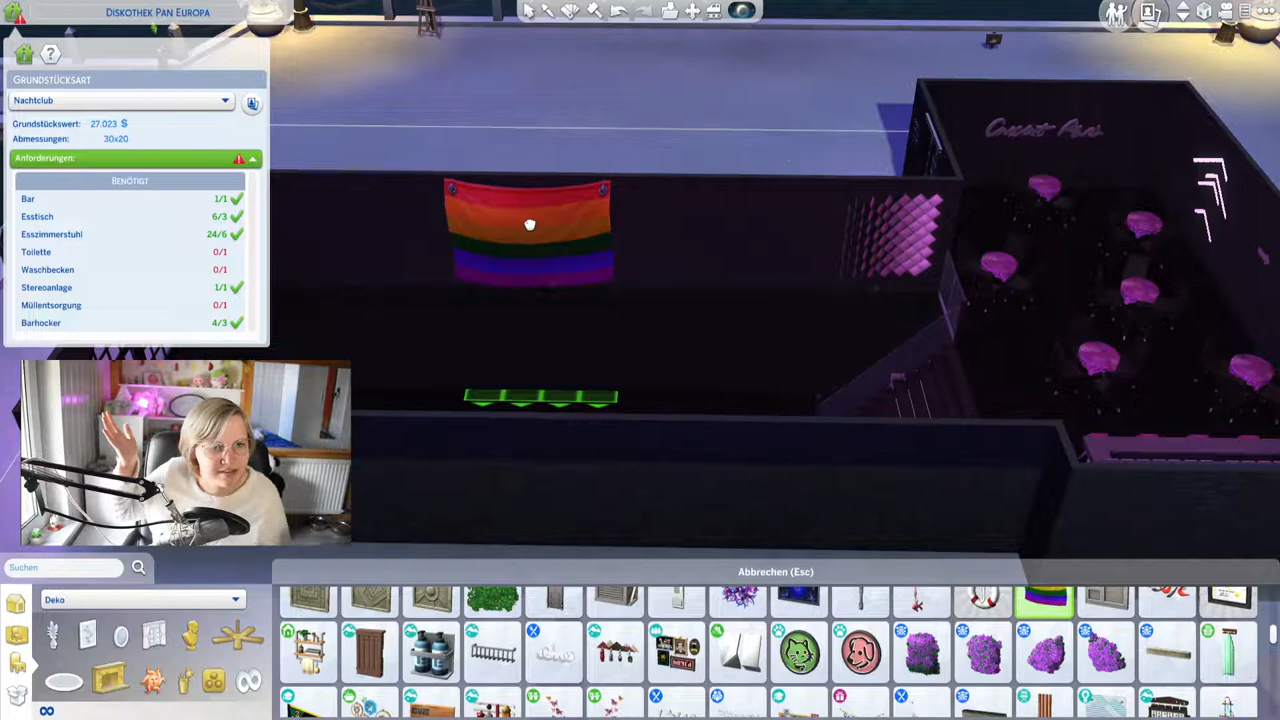 DISKOTHEK PAN EUROPA
?
GRUNDSTÜCKSART
Nachtclub
Grundstückswert: 27.023 $
Abmessungen: 30x20
Anforderungen:
BENÖTIGT
Bar 1/1
Esstisch 6/3
Esszimmerstuhl 24/6
Toilette 0/1
Waschbecken 0/1
Stereoanlage 1/1
Müllentsorgung 0/1
Barhocker 4/3
Suchen
Abbrechen (Esc)
Deko